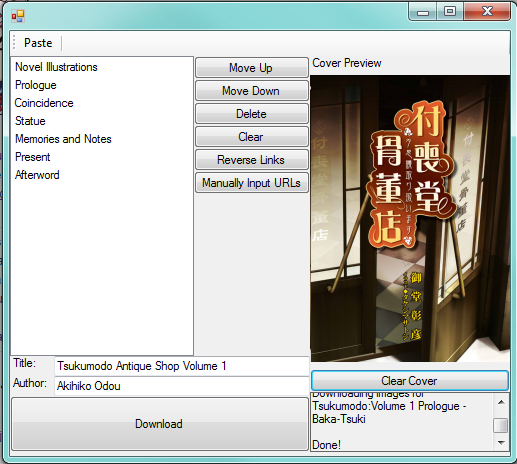 Paste
Novel Illustrations
Prologue
Coincidence
Statue
Memories and Notes
Present
Afterword
Move Up
Move Down
Delete
Clear
Reverse Links
Manually Input URLs
Cover Preview
付喪堂
骨董店
御堂彰彦
Title:
Tsukumodo Antique Shop Volume 1
Author:
Akihiko Odou
Download
Clear Cover
Downloading images for
Tsukumodo:Volume 1 Prologue -
Baka-Tsuki
Done!